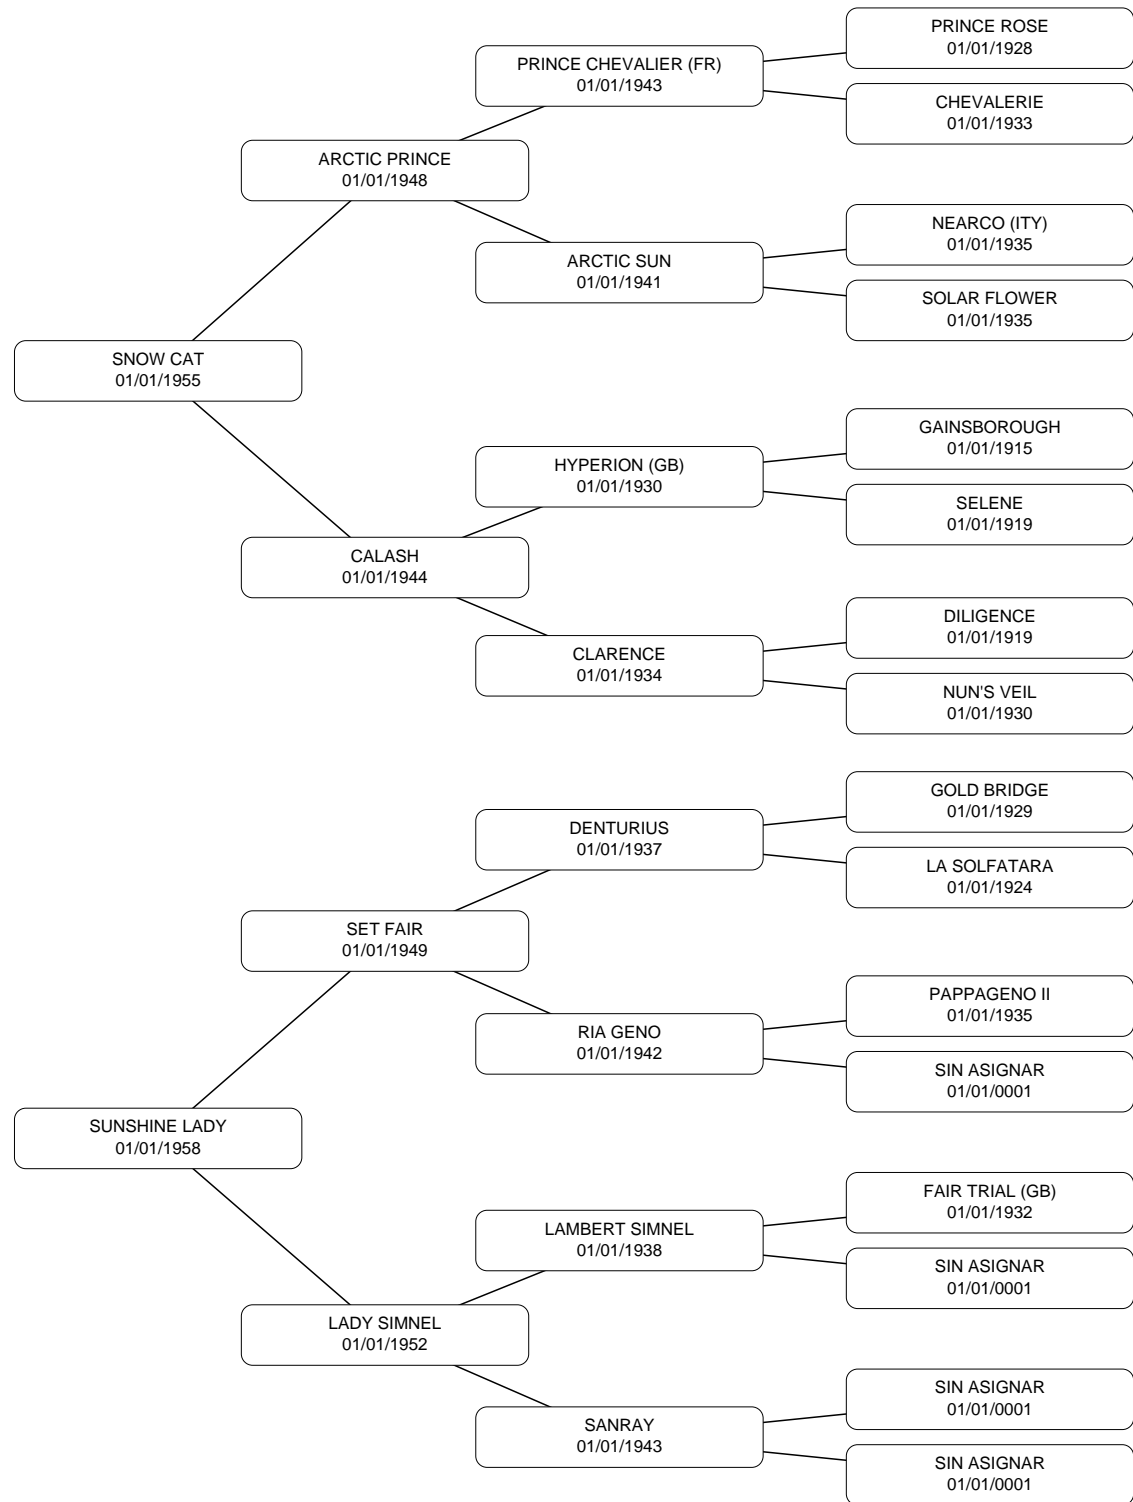 PRINCE ROSE
01/01/1928
PRINCE CHEVALIER (FR)
01/01/1943
CHEVALERIE
01/01/1933
ARCTIC PRINCE
01/01/1948
NEARCO (ITY)
01/01/1935
ARCTIC SUN
01/01/1941
SOLAR FLOWER
01/01/1935
SNOW CAT
01/01/1955
GAINSBOROUGH
01/01/1915
HYPERION (GB)
01/01/1930
SELENE
01/01/1919
CALASH
01/01/1944
DILIGENCE
01/01/1919
CLARENCE
01/01/1934
NUN'S VEIL
01/01/1930
GOLD BRIDGE
01/01/1929
DENTURIUS
01/01/1937
LA SOLFATARA
01/01/1924
SET FAIR
01/01/1949
PAPPAGENO II
01/01/1935
RIA GENO
01/01/1942
SIN ASIGNAR
01/01/0001
SUNSHINE LADY
01/01/1958
FAIR TRIAL (GB)
01/01/1932
LAMBERT SIMNEL
01/01/1938
SIN ASIGNAR
01/01/0001
LADY SIMNEL
01/01/1952
SIN ASIGNAR
01/01/0001
SANRAY
01/01/1943
SIN ASIGNAR
01/01/0001